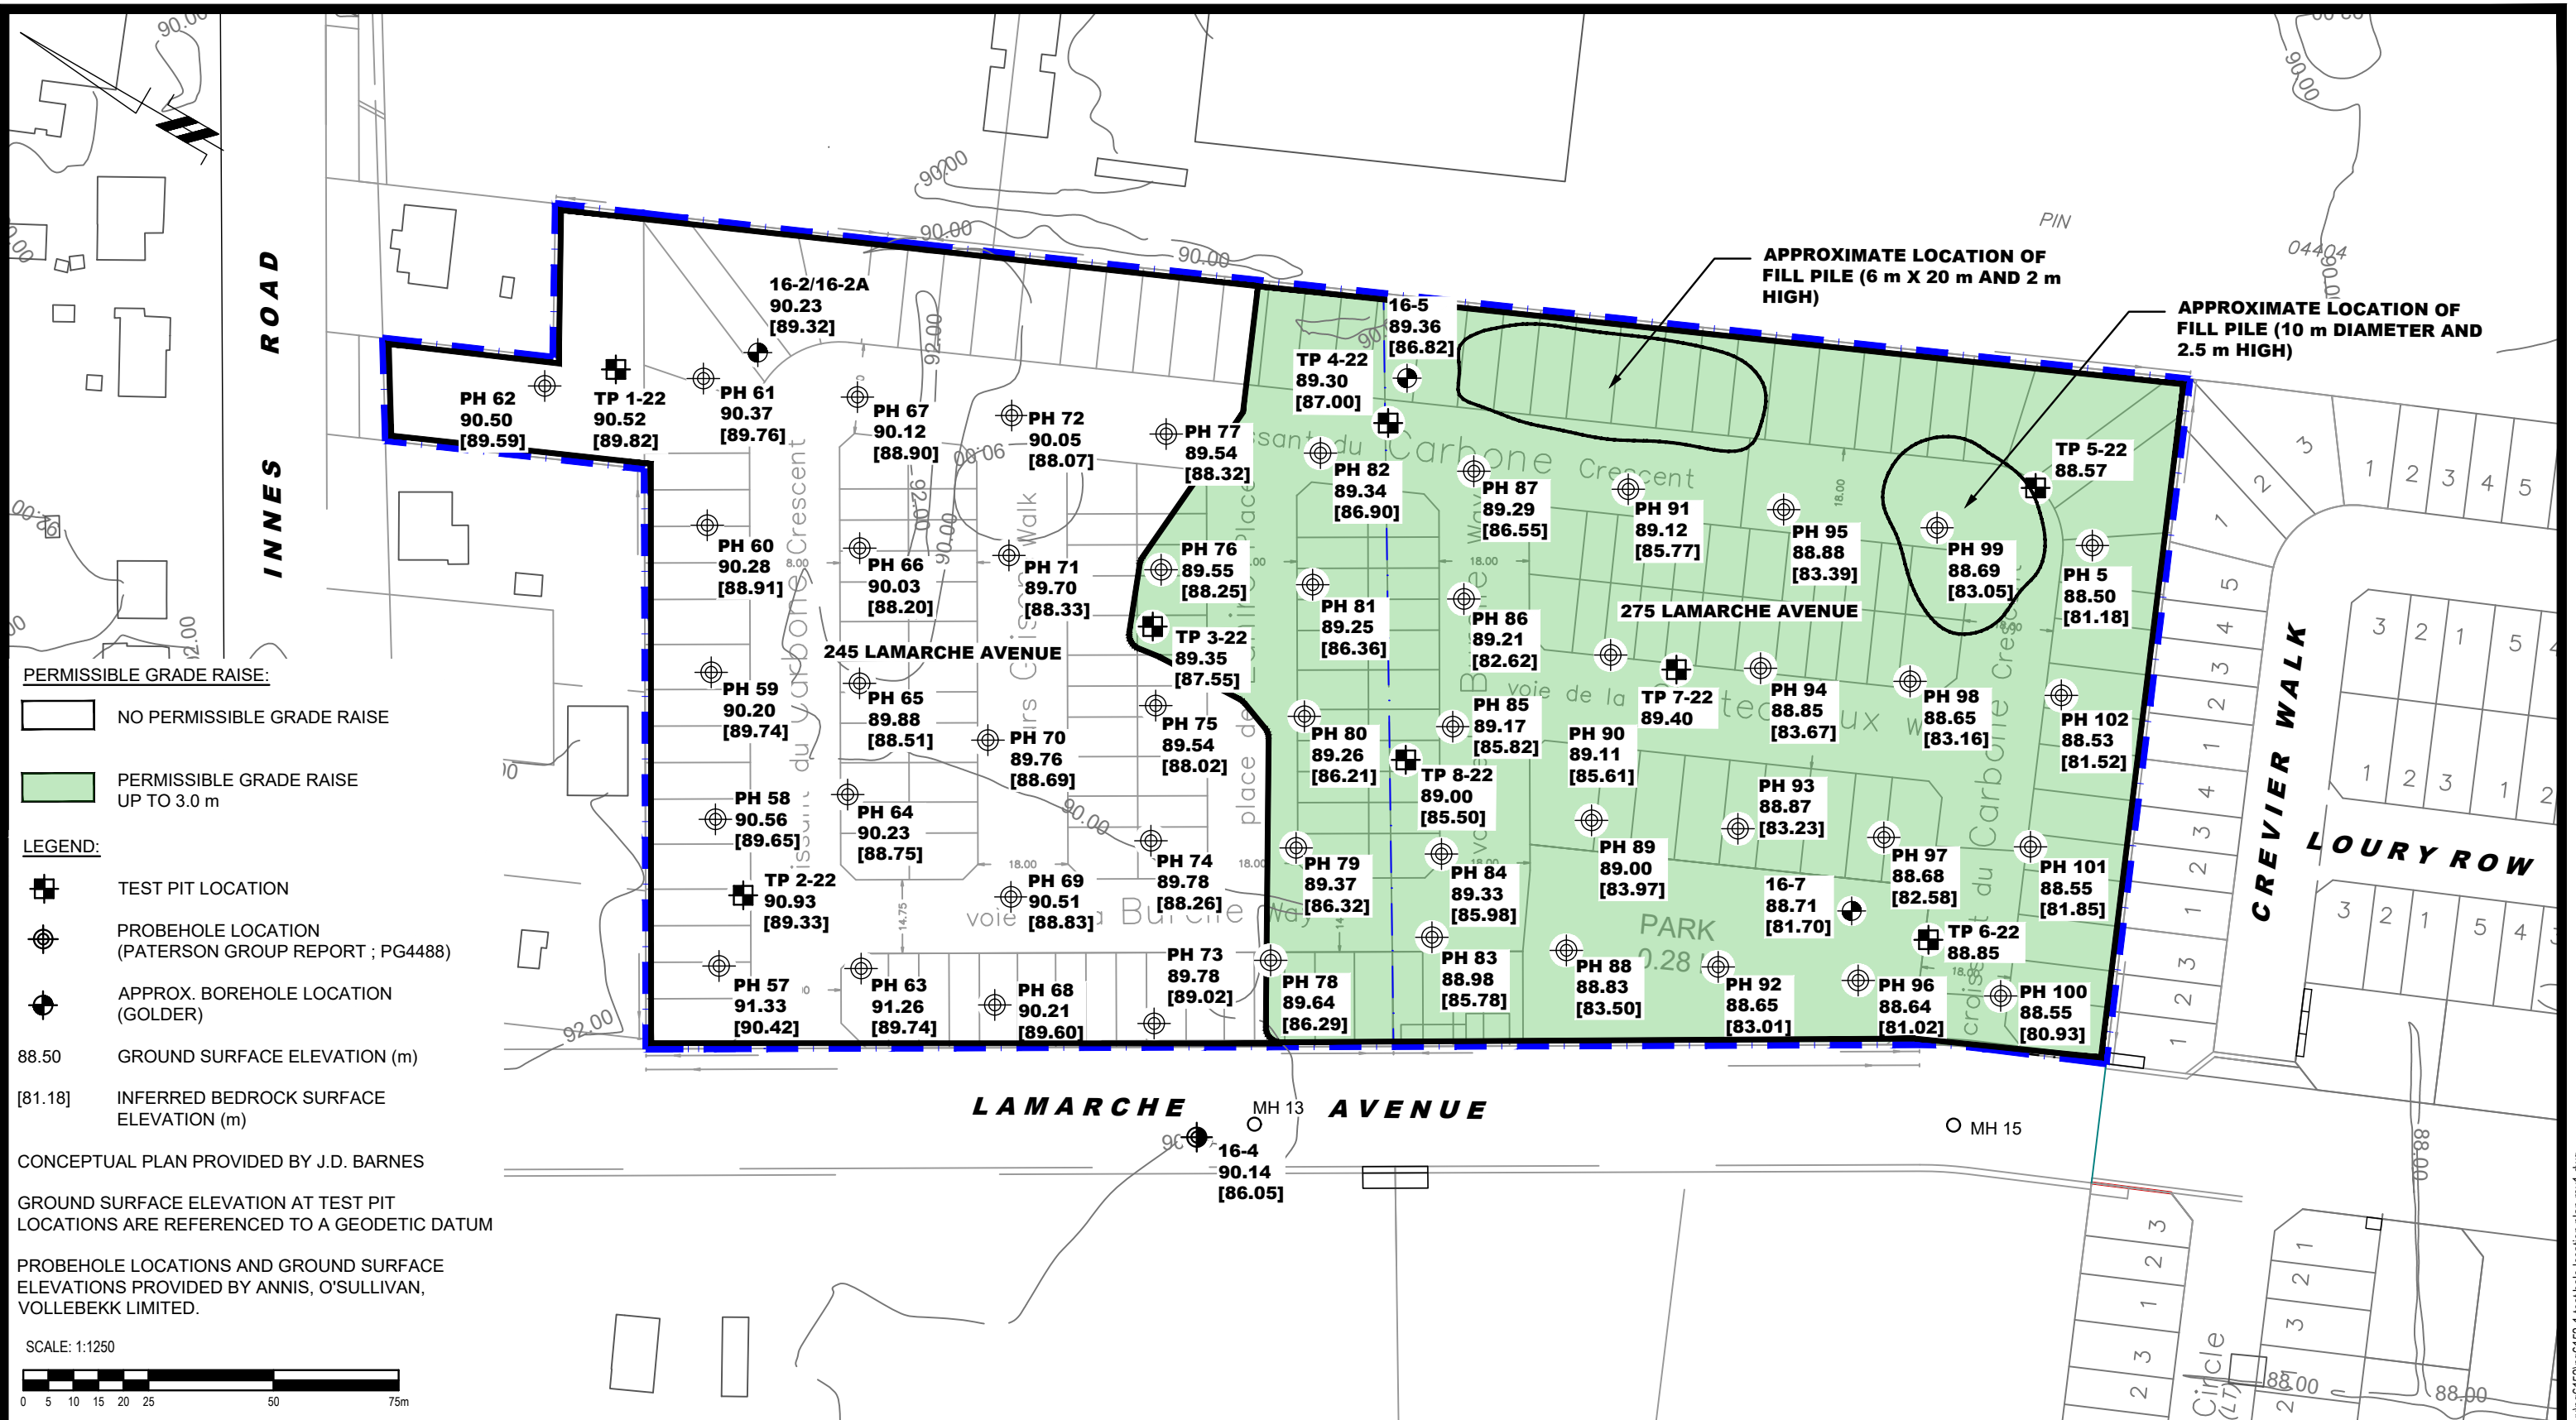 INNES ROAD
90.00
90.00
90.00
90.00
90.00
PIN
04404
APPROXIMATE LOCATION OF
FILL PILE (6 m X 20 m AND 2 m
HIGH)
APPROXIMATE LOCATION OF
FILL PILE (10 m DIAMETER AND
2.5 m HIGH)
16-2/16-2A
90.23
[89.32]
16-5
89.36
[86.82]
TP 4-22
89.30
[87.00]
PH 62
90.50
[89.59]
TP 1-22
90.52
[89.82]
PH 61
90.37
[89.76]
PH 67
90.12
[88.90]
PH 72
90.05
[88.07]
PH 77
89.54
[88.32]
PH 82
89.34
[86.90]
PH 87
89.29
[86.55]
PH 91
89.12
[85.77]
PH 95
88.88
[83.39]
PH 99
88.69
[83.05]
TP 5-22
88.57
PH 5
88.50
[81.18]
PH 60
90.28
[88.91]
PH 66
90.03
[88.20]
PH 71
89.70
[88.33]
PH 76
89.55
[88.25]
PH 81
89.25
[86.36]
PH 86
89.21
[82.62]
275 LAMARCHE AVENUE
245 LAMARCHE AVENUE
TP 3-22
89.35
[87.55]
PH 59
90.20
[89.74]
PH 65
89.88
[88.51]
PH 70
89.76
[88.69]
PH 75
89.54
[88.02]
PH 80
89.26
[86.21]
PH 85
89.17
[85.82]
PH 90
89.11
[85.61]
TP 7-22
89.40
PH 94
88.85
[83.67]
PH 98
88.65
[83.16]
PH 102
88.53
[81.52]
TP 8-22
89.00
[85.50]
PH 58
90.56
[89.65]
PH 64
90.23
[88.75]
PH 74
89.78
[88.26]
PH 79
89.37
[86.32]
PH 84
89.33
[85.98]
PH 89
89.00
[83.97]
PH 93
88.87
[83.23]
PH 97
88.68
[82.58]
PH 101
88.55
[81.85]
TP 2-22
90.93
[89.33]
PH 69
90.51
[88.83]
16-7
88.71
[81.70]
TP 6-22
88.85
PARK
PH 57
91.33
[90.42]
PH 63
91.26
[89.74]
PH 68
90.21
[89.60]
PH 73
89.78
[89.02]
PH 78
89.64
[86.29]
PH 83
88.98
[85.78]
PH 88
88.83
[83.50]
PH 92
88.65
[83.01]
PH 96
88.64
[81.02]
PH 100
88.55
[80.93]
CREVIER WALK
LOURY ROW
LAMARCHE AVENUE
MH 13
MH 15
16-4
90.14
[86.05]
92.00
88.00
88.00
88.00
Circle
(LT)
PERMISSIBLE GRADE RAISE:
NO PERMISSIBLE GRADE RAISE
PERMISSIBLE GRADE RAISE
UP TO 3.0 m
LEGEND:
TEST PIT LOCATION
PROBEHOLE LOCATION
(PATERSON GROUP REPORT ; PG4488)
APPROX. BOREHOLE LOCATION
(GOLDER)
88.50 GROUND SURFACE ELEVATION (m)
[81.18] INFERRED BEDROCK SURFACE
ELEVATION (m)
CONCEPTUAL PLAN PROVIDED BY J.D. BARNES
GROUND SURFACE ELEVATION AT TEST PIT
LOCATIONS ARE REFERENCED TO A GEODETIC DATUM
PROBEHOLE LOCATIONS AND GROUND SURFACE
ELEVATIONS PROVIDED BY ANNIS, O'SULLIVAN,
VOLLEBEKK LIMITED.
SCALE: 1:1250
0 5 10 15 20 25 50 75m